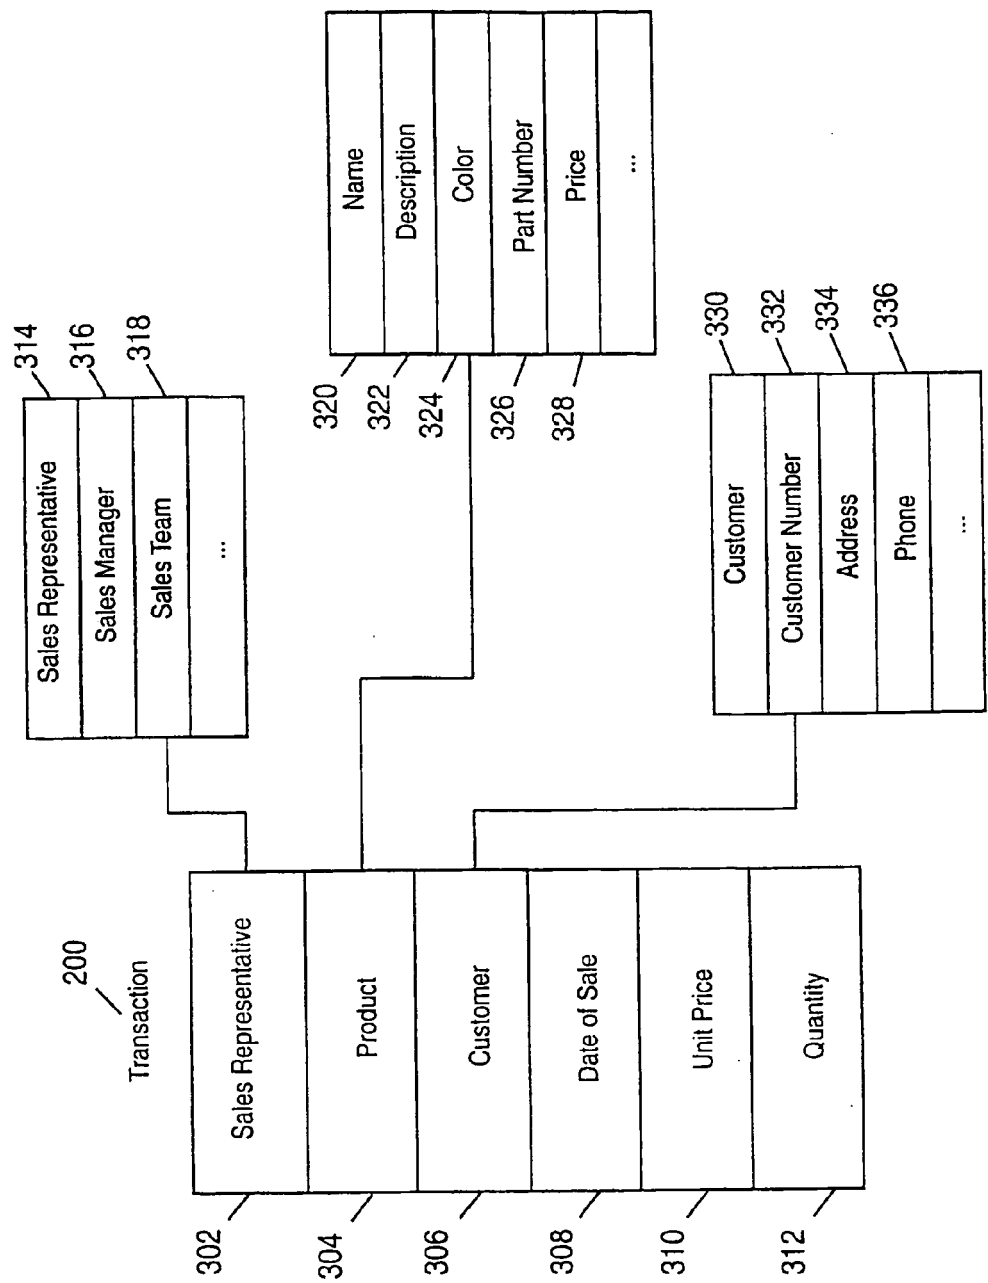 Transaction
200
302
Sales Representative
304
Product
306
Customer
308
Date of Sale
310
Unit Price
312
Quantity
Sales Representative
314
Sales Manager
316
Sales Team
318
...
320
Name
322
Description
324
Color
326
Part Number
328
Price
...
Customer
330
Customer Number
332
Address
334
Phone
336
...